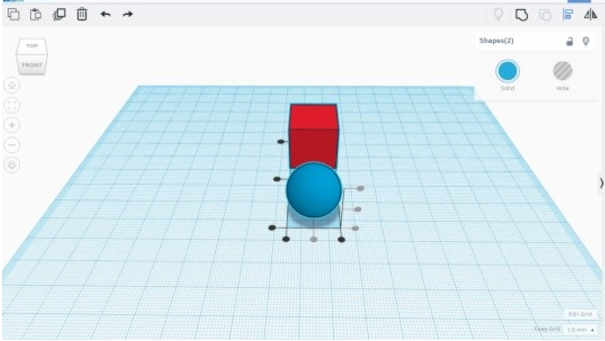 Shapes(2)
TOP
FRONT
Solid
Hole
Edit Grid
Snap Grid 1.0 mm